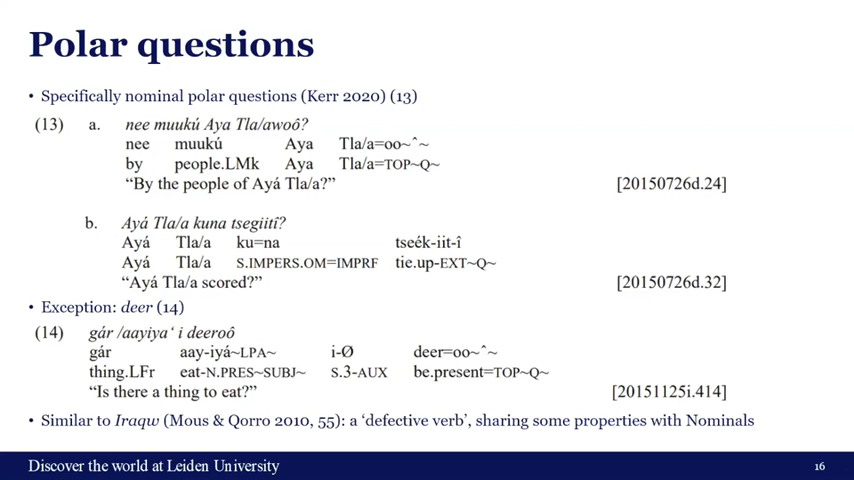 Polar questions
• Specifically nominal polar questions (Kerr 2020) (13)
(13) a. nee muukú Aya Tla/awoô?
nee muukú Aya Tla/a=oo~ˆ~
by people.LMk Aya Tla/a=TOP~Q~
“By the people of Ayá Tla/a?” [20150726d.24]
b. Ayá Tla/a kuna tsegiitî?
Ayá Tla/a ku=na tseék-iit-î
Ayá Tla/a S.IMPERS.OM=IMPRF tie.up-EXT~Q~
“Ayá Tla/a scored?” [20150726d.32]
• Exception: deer (14)
(14) gár /aayiya‘ i deeroô
gár aay-iyá~LPA~ i-Ø deer=oo~ˆ~
thing.LFr eat-N.PRES~SUBJ~ S.3-AUX be.present=TOP~Q~
“Is there a thing to eat?” [20151125i.414]
• Similar to Iraqw (Mous & Qorro 2010, 55): a ‘defective verb’, sharing some properties with Nominals
Discover the world at Leiden University 16